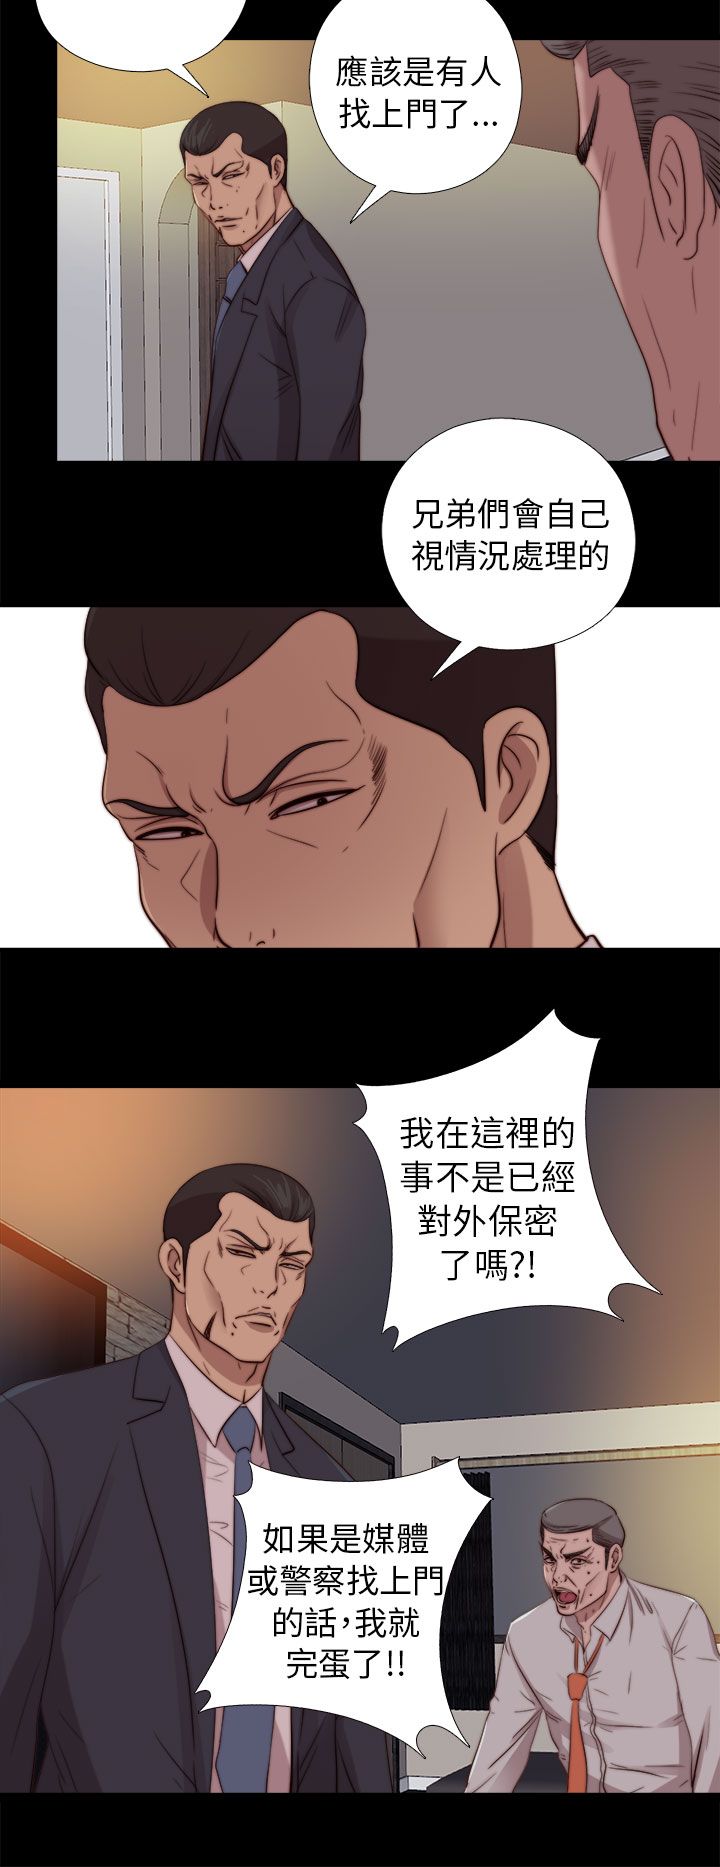 應該是有人
找上門了...
兄弟們會自己
視情況處理的
我在這裡的
事不是已經
對外保密
了嗎?!
如果是媒體
或警察找上門
的話，我就
完蛋了!!